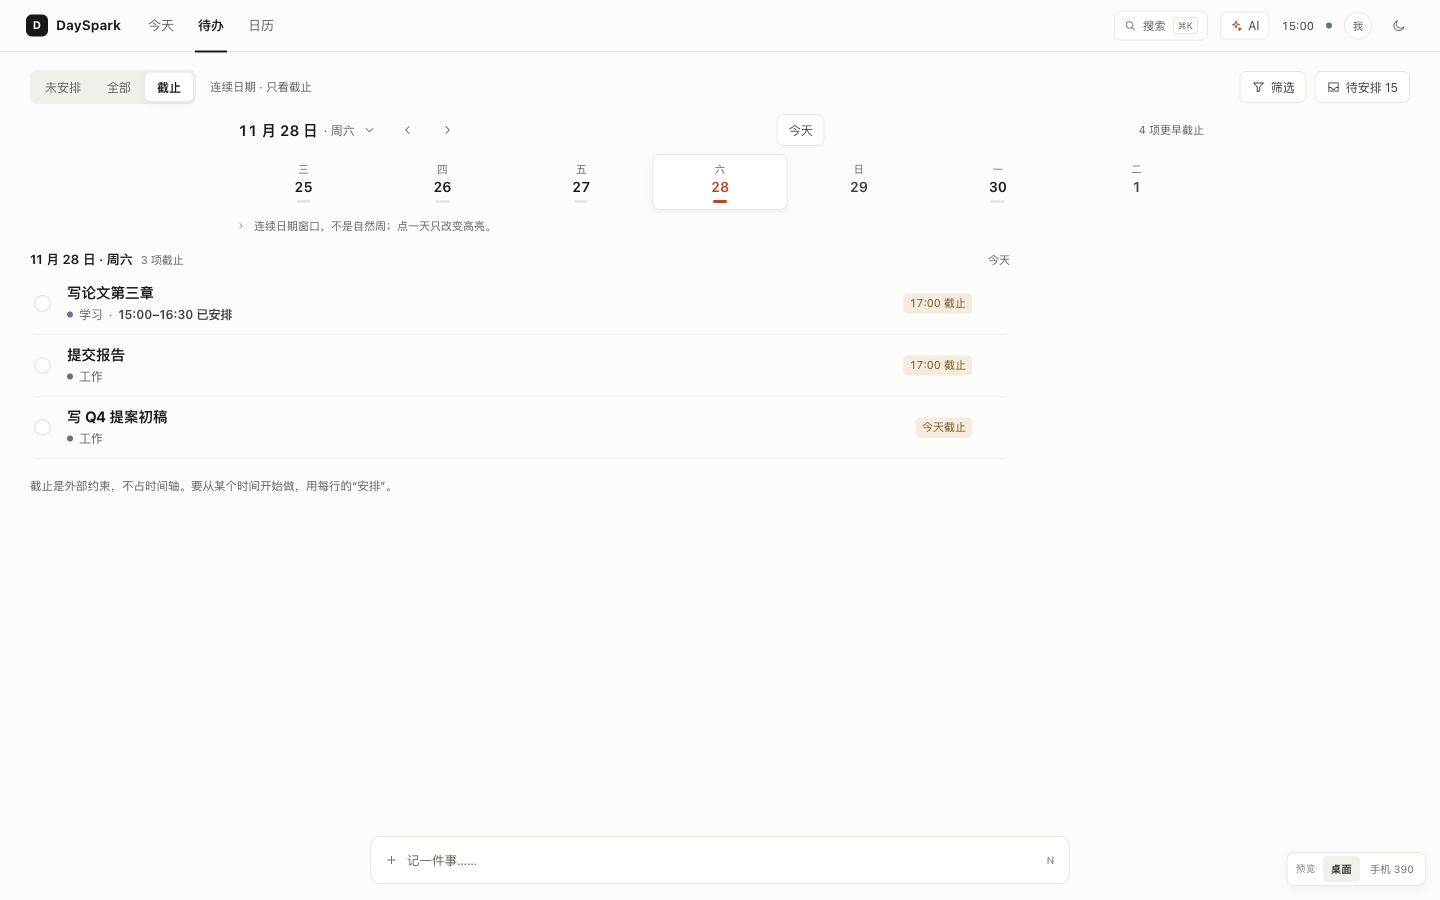 D DaySpark 今天 待办 日历 搜索 ⌘K AI 15:00 我
未安排 全部 截止 连续日期 · 只看截止 筛选 待安排 15
11 月 28 日 · 周六 今天 4 项更早截止
三 四 五 六 日 一 二
25 26 27 28 29 30 1
连续日期窗口，不是自然周；点一天只改变高亮。
11 月 28 日 · 周六 3 项截止 今天
写论文第三章
学习 · 15:00–16:30 已安排
17:00 截止
提交报告
工作
17:00 截止
写 Q4 提案初稿
工作
今天截止
截止是外部约束，不占时间轴。要从某个时间开始做，用每行的“安排”。
+ 记一件事…… N
预览 桌面 手机 390